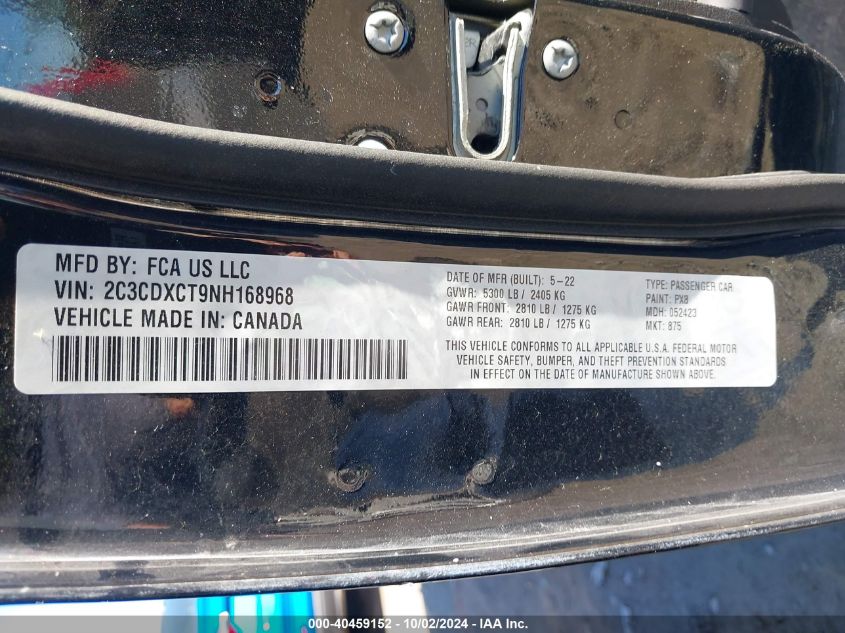 MFD BY: FCA US LLC
VIN: 2C3CDXCT9NH168968
VEHICLE MADE IN: CANADA
DATE OF MFR (BUILT): 5-22
GVWR: 5300 LB / 2405 KG
GAWR FRONT: 2810 LB / 1275 KG
GAWR REAR: 2810 LB / 1275 KG
TYPE: PASSENGER CAR
PAINT: PX8
MDH: 052423
MKT: 875
THIS VEHICLE CONFORMS TO ALL APPLICABLE U.S.A. FEDERAL MOTOR
VEHICLE SAFETY, BUMPER, AND THEFT PREVENTION STANDARDS
IN EFFECT ON THE DATE OF MANUFACTURE SHOWN ABOVE.
000-40459152 - 10/02/2024 - IAA Inc.